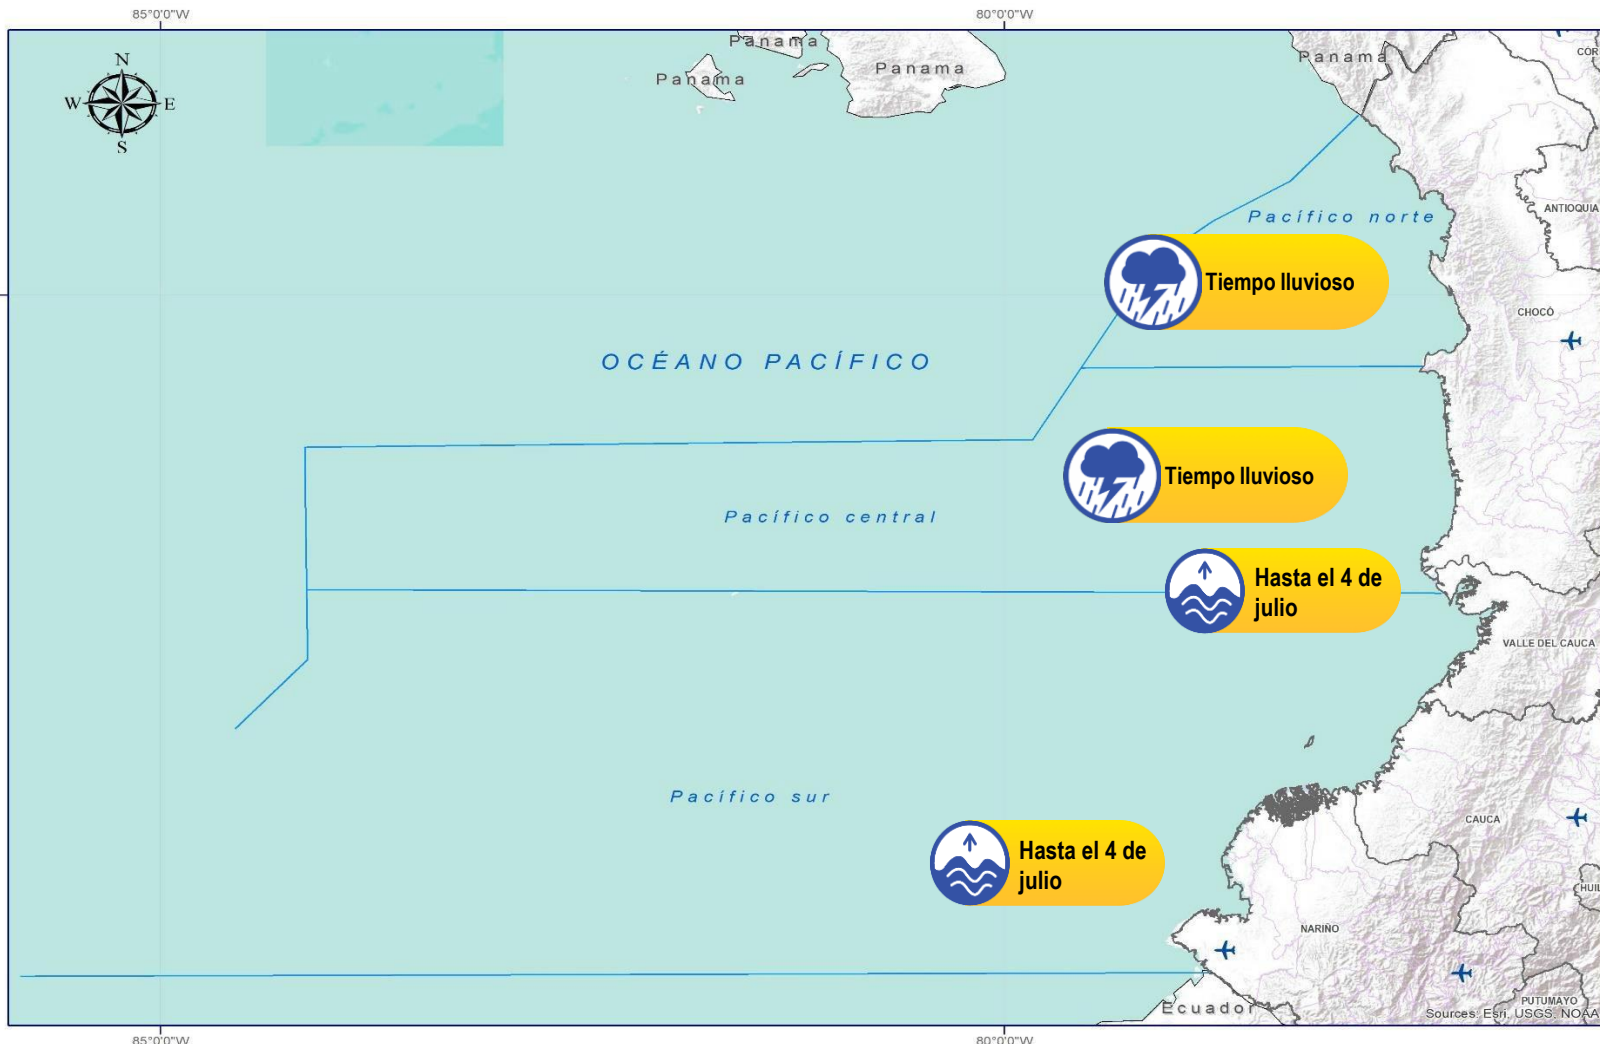 85°0'0"W
80°0'0"W
Panama
Panama
Panama
Panama
COR
N
W
E
S
ANTIOQUIA
Pacífico norte
Tiempo lluvioso
CHOCÓ
OCÉANO PACÍFICO
Tiempo lluvioso
Pacífico central
Hasta el 4 de
julio
VALLE DEL CAUCA
Pacífico sur
CAUCA
Hasta el 4 de
julio
HUIL
NARIÑO
PUTUMAYO
Ecuador
Sources: Esri, USGS, NOAA
85°0'0"W
80°0'0"W